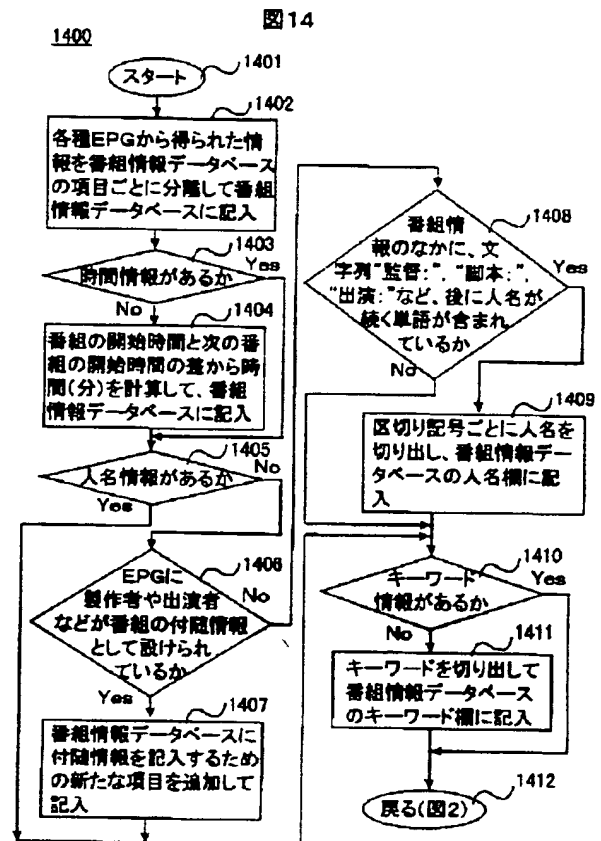 図14
1400
スタート
1401
1402
各種EPGから得られた情
報を番組情報データベース
の項目ごとに分離して番組
情報データベースに記入
1403
時間情報があるか
Yes
No
1404
番組の開始時間と次の番
組の開始時間の差から時
間(分)を計算して、番組
情報データベースに記入
1405
人名情報があるか
No
Yes
1406
EPGに
製作者や出演者
などが番組の付随情報
として設けられ
ているか
No
Yes
1407
番組情報データベースに
付随情報を記入するため
の新たな項目を追加して
記入
1408
番組情
報のなかに、文
字列"監督:", "脚本:",
"出演:"など、後に人名が
続く単語が含まれ
ているか
Yes
No
1409
区切り記号ごとに人名を
切り出し、番組情報デー
タベースの人名欄に記
入
1410
キーワード
情報があるか
Yes
No
1411
キーワードを切り出して
番組情報データベース
のキーワード欄に記入
1412
戻る(図2)